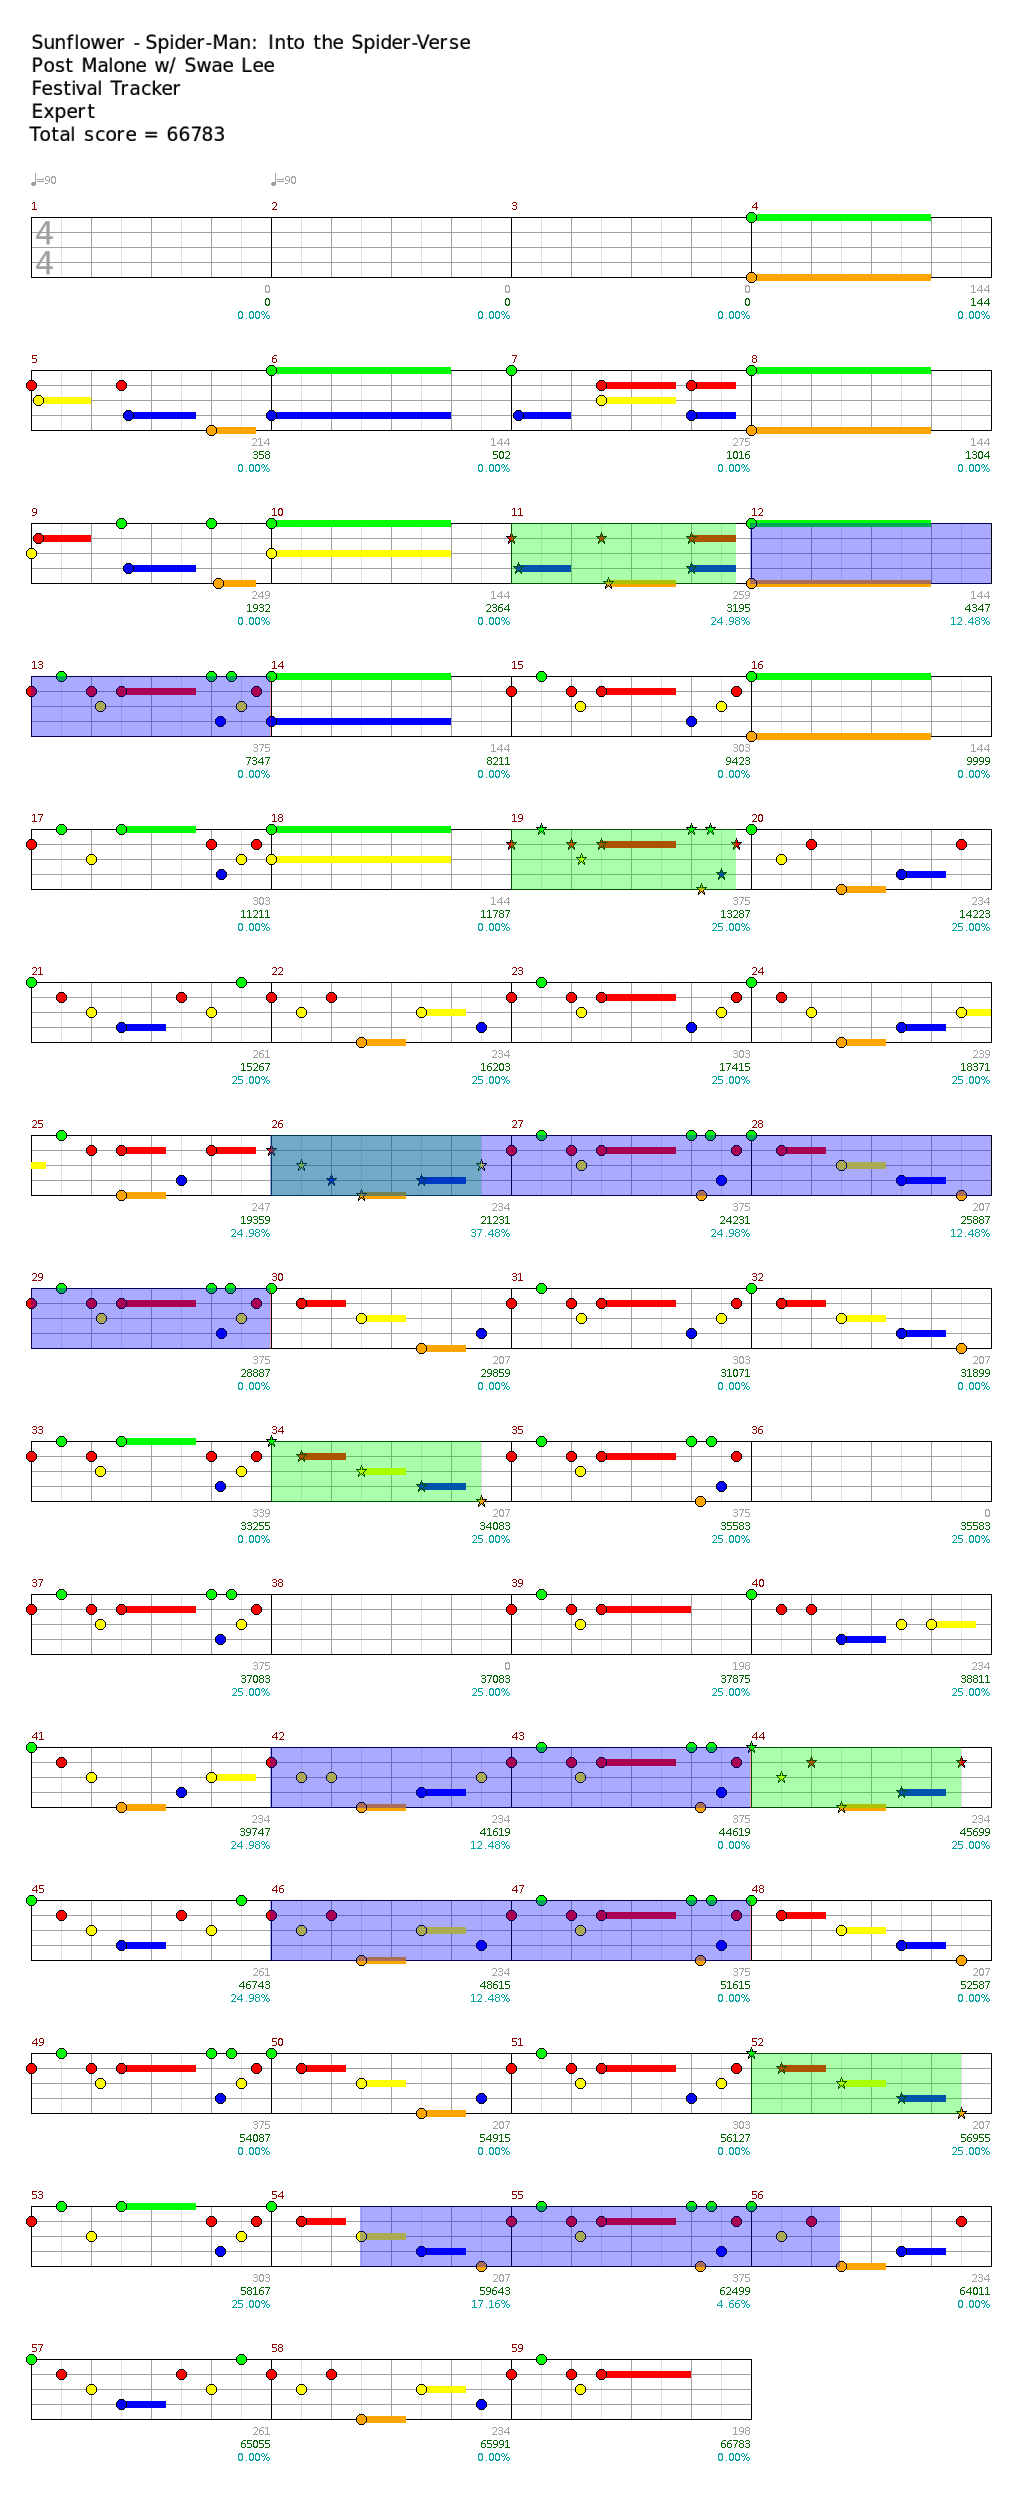 Sunflower - Spider-Man: Into the Spider-Verse
Post Malone w/ Swae Lee
Festival Tracker
Expert
Total score = 66783
♩=90 ♩=90
1 2 3 4
4
4
0 0 0 144
0 0 0 144
0.00% 0.00% 0.00% 0.00%
5 6 7 8
214 144 275 144
358 502 1016 1304
0.00% 0.00% 0.00% 0.00%
9 10 11 12
249 144 259 144
1932 2364 3195 4347
0.00% 0.00% 24.98% 12.48%
13 14 15 16
375 144 303 144
7347 8211 9423 9999
0.00% 0.00% 0.00% 0.00%
17 18 19 20
303 144 375 234
11211 11787 13287 14223
0.00% 0.00% 25.00% 25.00%
21 22 23 24
261 234 303 239
15267 16203 17415 18371
25.00% 25.00% 25.00% 25.00%
25 26 27 28
247 234 375 207
19359 21231 24231 25887
24.98% 37.48% 24.98% 12.48%
29 30 31 32
375 207 303 207
28887 29859 31071 31899
0.00% 0.00% 0.00% 0.00%
33 34 35 36
339 207 375 0
33255 34083 35583 35583
0.00% 25.00% 25.00% 25.00%
37 38 39 40
375 0 198 234
37083 37083 37875 38811
25.00% 25.00% 25.00% 25.00%
41 42 43 44
234 234 375 234
39747 41619 44619 45699
24.98% 12.48% 0.00% 25.00%
45 46 47 48
261 234 375 207
46743 48615 51615 52587
24.98% 12.48% 0.00% 0.00%
49 50 51 52
375 207 303 207
54087 54915 56127 56955
0.00% 0.00% 0.00% 25.00%
53 54 55 56
303 207 375 234
58167 59643 62499 64011
25.00% 17.16% 4.66% 0.00%
57 58 59
261 234 198
65055 65991 66783
0.00% 0.00% 0.00%